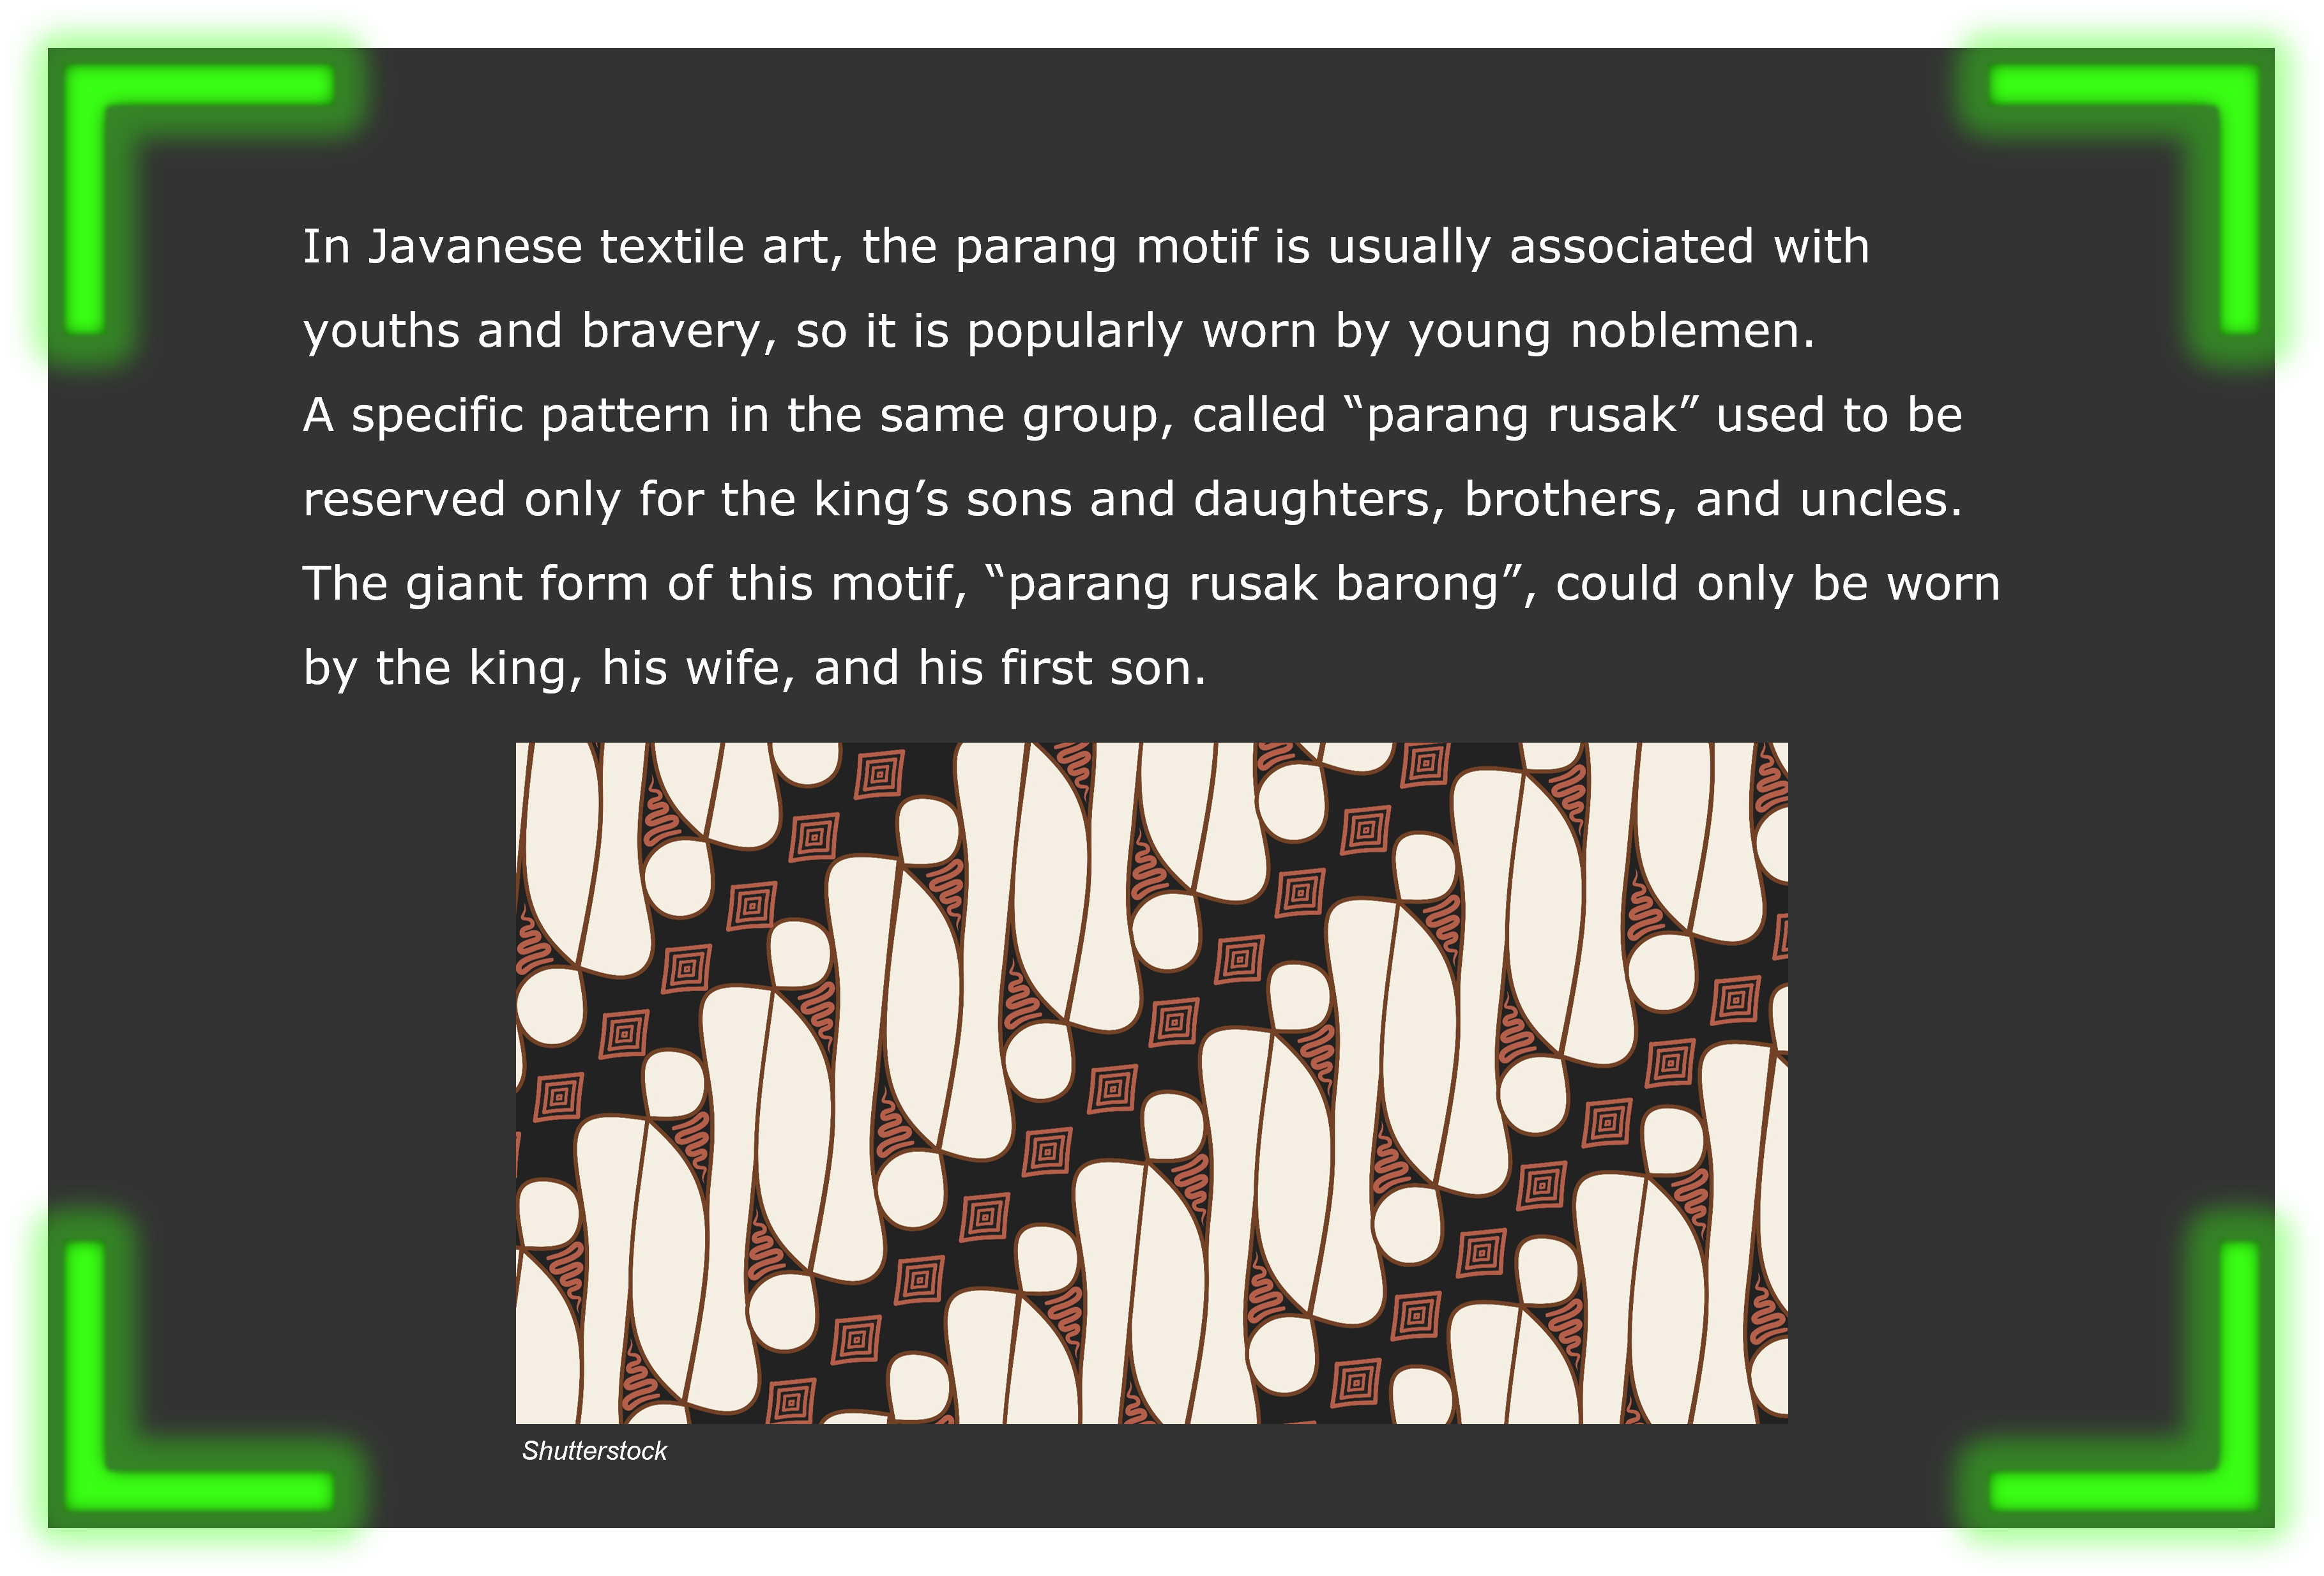 In Javanese textile art, the parang motif is usually associated with
youths and bravery, so it is popularly worn by young noblemen.
A specific pattern in the same group, called “parang rusak” used to be
reserved only for the king’s sons and daughters, brothers, and uncles.
The giant form of this motif, “parang rusak barong”, could only be worn
by the king, his wife, and his first son.
Shutterstock